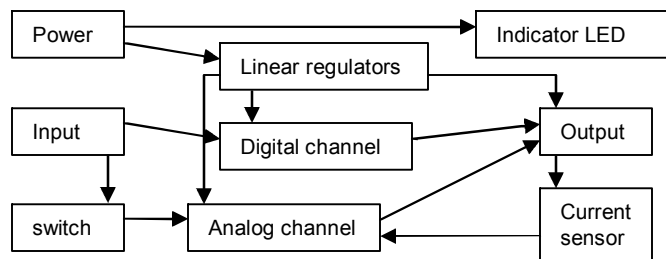 Power
Indicator LED
Linear regulators
Input
Digital channel
Output
switch
Analog channel
Current
sensor